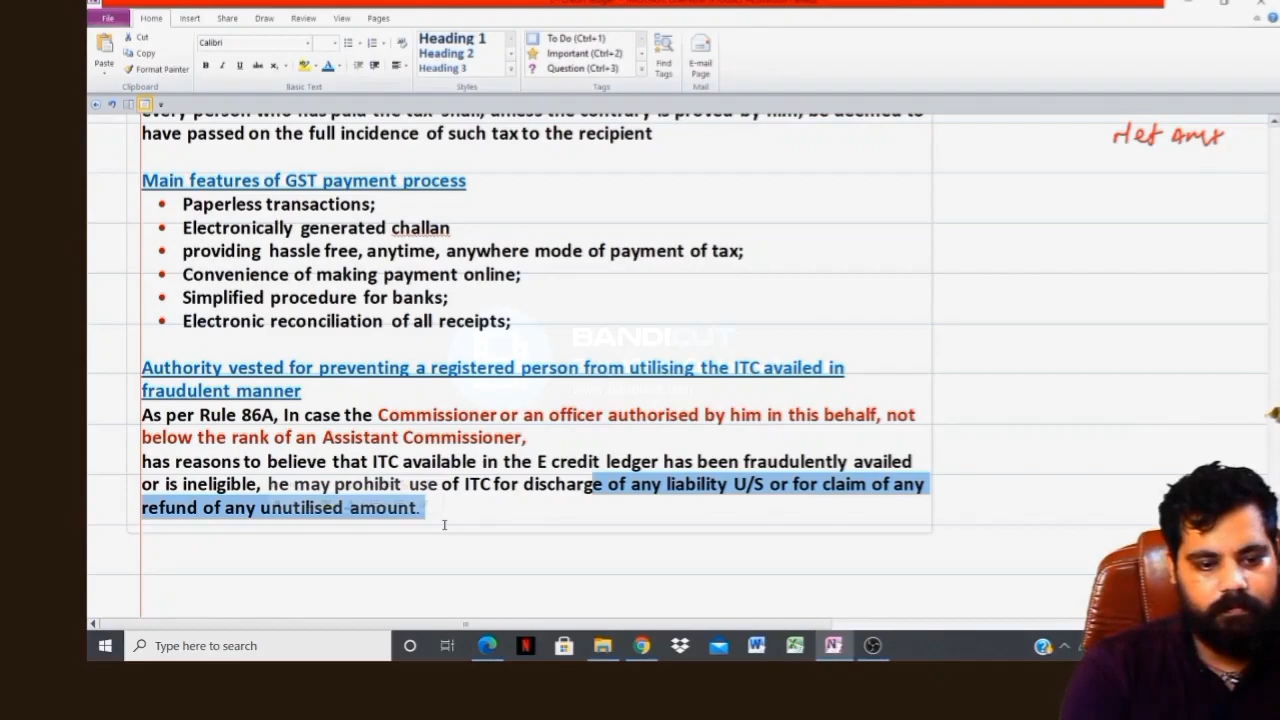 File Home Insert Share Draw Review View Pages
Cut
Copy
Paste
Format Painter
Clipboard
Calibri
B I U abc
Basic Text
Heading 1
Heading 2
Heading 3
Styles
To Do (Ctrl+1)
Important (Ctrl+2)
Question (Ctrl+3)
Tags
Find
Tags
E-mail
Page
Mail
have passed on the full incidence of such tax to the recipient
Main features of GST payment process
• Paperless transactions;
• Electronically generated challan
• providing hassle free, anytime, anywhere mode of payment of tax;
• Convenience of making payment online;
• Simplified procedure for banks;
• Electronic reconciliation of all receipts;
BANDICUT
Authority vested for preventing a registered person from utilising the ITC availed in
fraudulent manner
As per Rule 86A, In case the Commissioner or an officer authorised by him in this behalf, not
below the rank of an Assistant Commissioner,
has reasons to believe that ITC available in the E credit ledger has been fraudulently availed
or is ineligible, he may prohibit use of ITC for discharge of any liability U/S or for claim of any
refund of any unutilised amount.
Type here to search